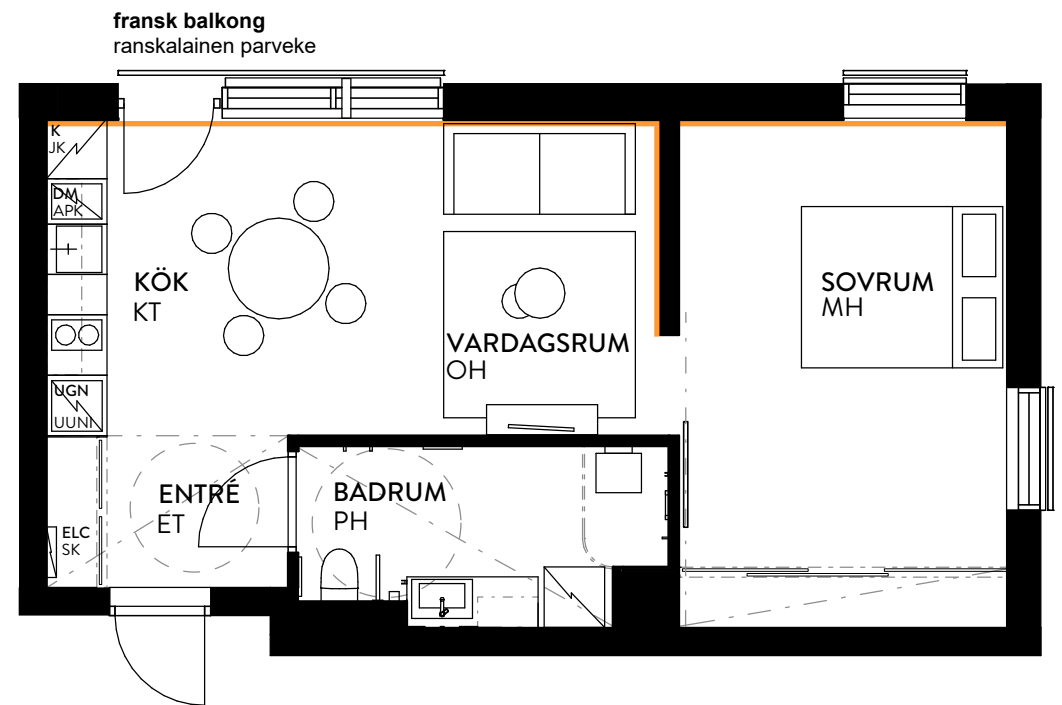 fransk balkong
ranskalainen parveke
K
JK
DM
APK
KÖK
KT
UGN
UUNI
VARDAGSRUM
OH
SOVRUM
MH
ENTRÉ
ET
ELC
SK
BADRUM
PH